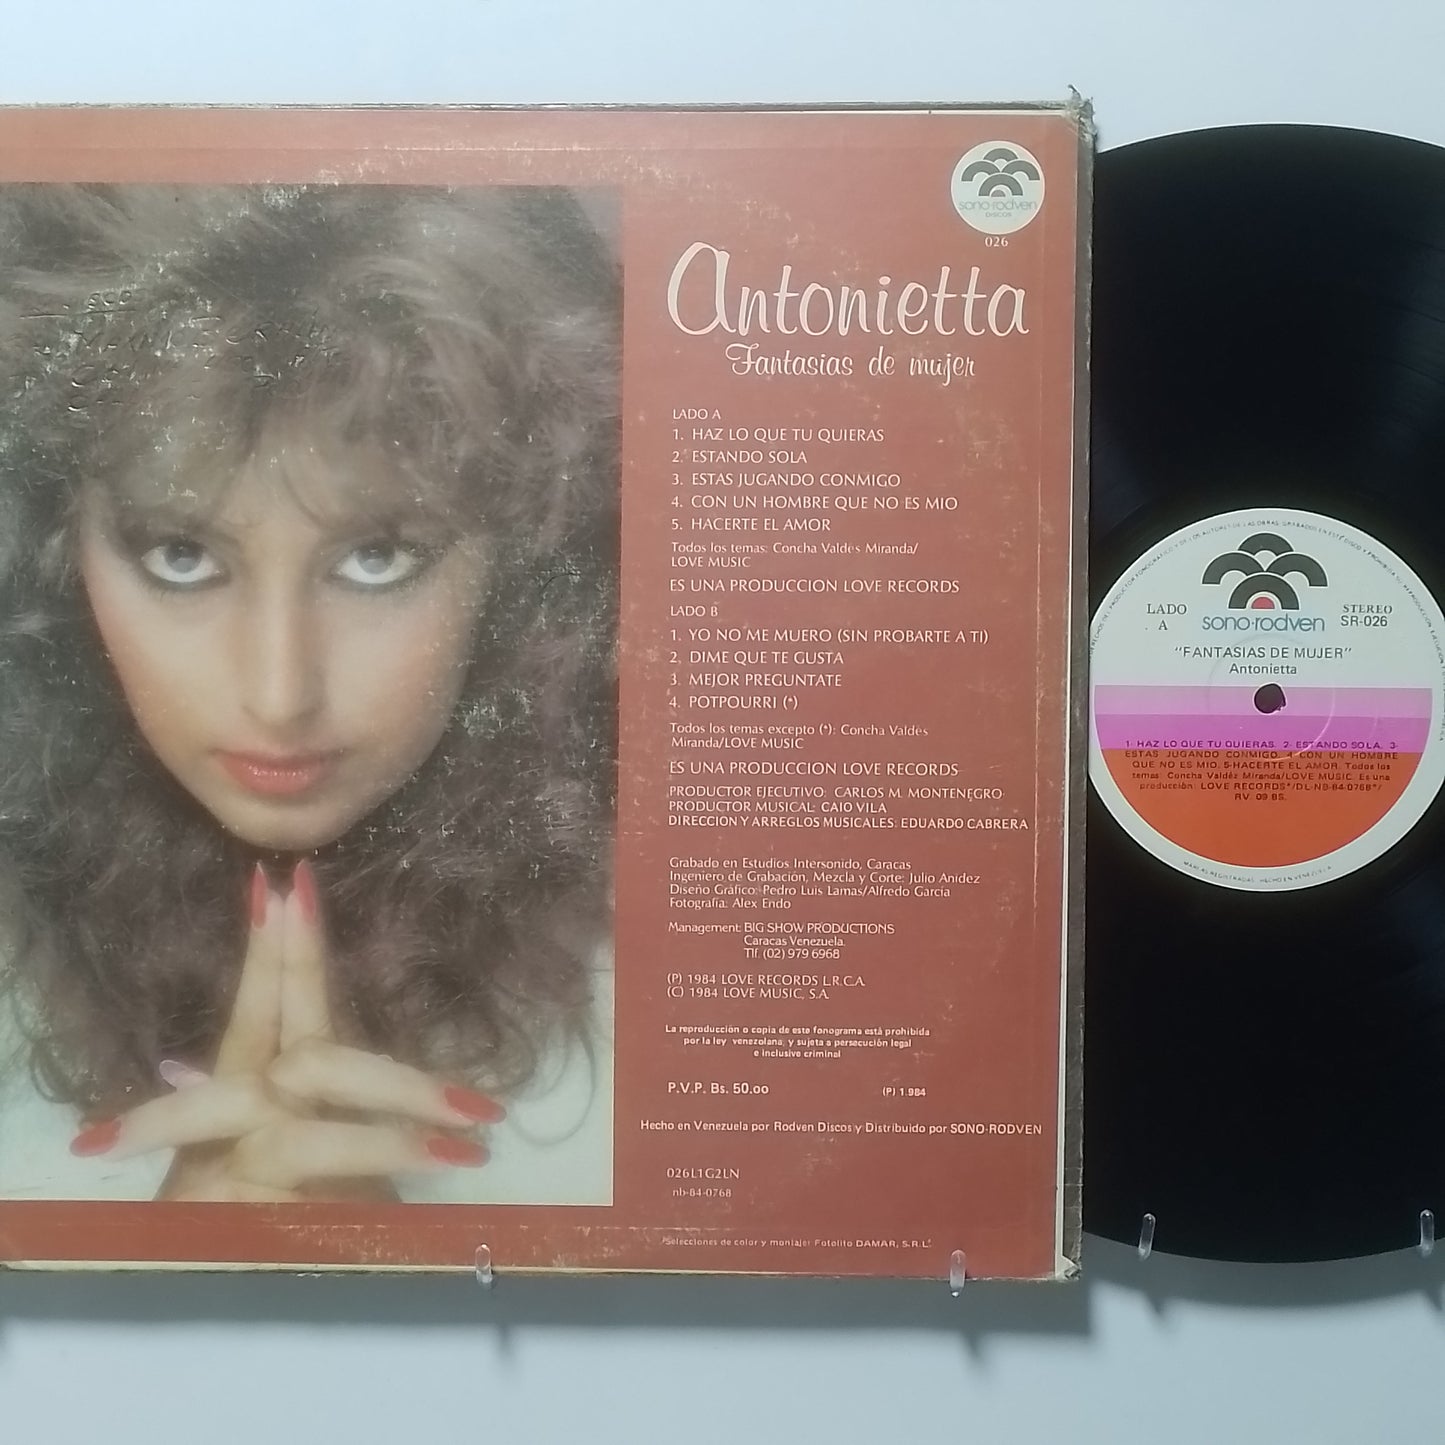 sono-rodven
DISCOS
026
Antonietta
Fantasias de mujer
LADO A
1. HAZ LO QUE TU QUIERAS
2. ESTANDO SOLA
3. ESTAS JUGANDO CONMIGO
4. CON UN HOMBRE QUE NO ES MIO
5. HACERTE EL AMOR
Todos los temas: Concha Valdés Miranda/
LOVE MUSIC
ES UNA PRODUCCION LOVE RECORDS
LADO B
1. YO NO ME MUERO (SIN PROBARTE A TI)
2. DIME QUE TE GUSTA
3. MEJOR PREGUNTATE
4. POTPOURRI (*)
Todos los temas excepto (*): Concha Valdés
Miranda/LOVE MUSIC
ES UNA PRODUCCION LOVE RECORDS
PRODUCTOR EJECUTIVO: CARLOS M. MONTENEGRO
PRODUCTOR MUSICAL: CAIO VILA
DIRECCION Y ARREGLOS MUSICALES: EDUARDO CABRERA
Grabado en Estudios Intersonido, Caracas
Ingeniero de Grabación, Mezcla y Corte: Julio Anidez
Diseño Gráfico: Pedro Luis Lamas/Alfredo García
Fotografía: Alex Endo
Management: BIG SHOW PRODUCTIONS
Caracas Venezuela.
Tlf. (02) 979 6968
(P) 1984 LOVE RECORDS L.R.C.A.
(C) 1984 LOVE MUSIC, S.A.
La reproducción o copia de este fonograma está prohibida
por la ley venezolana, y sujeta a persecución legal
e inclusive criminal
P.V.P. Bs. 50.oo (P) 1.984
Hecho en Venezuela por Rodven Discos y Distribuido por SONO-RODVEN
026L1G2LN
nb-84-0768
Selecciones de color y montaje: Fotolito DAMAR, S.R.L.
LADO
A
sono-rodven
STEREO
SR-026
"FANTASIAS DE MUJER"
Antonietta
1- HAZ LO QUE TU QUIERAS. 2- ESTANDO SOLA. 3-
ESTAS JUGANDO CONMIGO. 4- CON UN HOMBRE
QUE NO ES MIO. 5-HACERTE EL AMOR. Todos los
temas: Concha Valdéz Miranda/LOVE MUSIC. Es una
producción: LOVE RECORDS*/DL-NB-84-0768*/
RV. 09 85.
MARCAS REGISTRADAS. HECHO EN VENEZUELA